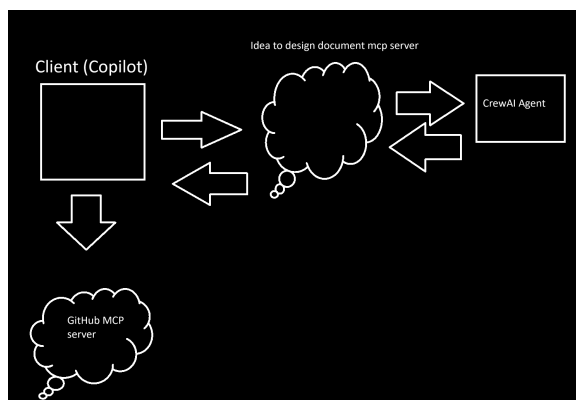 Idea to design document mcp server
Client (Copilot)
CrewAI Agent
GitHub MCP
server